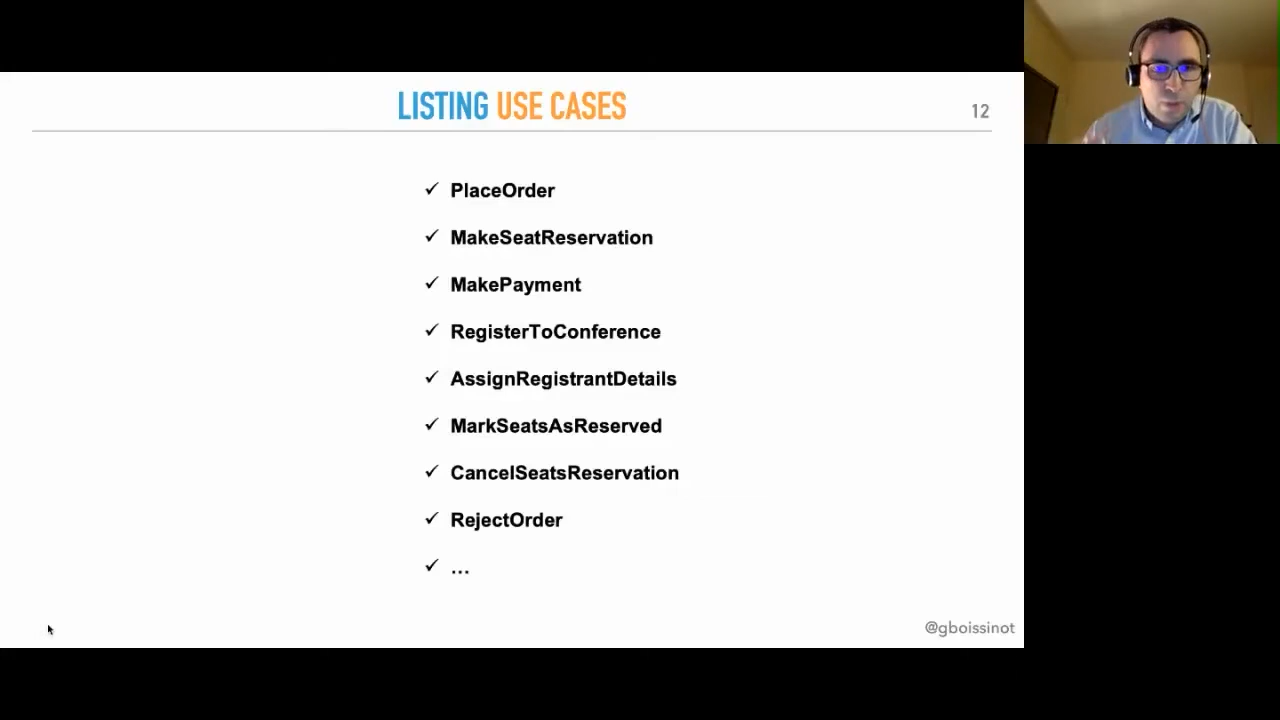 LISTING USE CASES
12
✓ PlaceOrder
✓ MakeSeatReservation
✓ MakePayment
✓ RegisterToConference
✓ AssignRegistrantDetails
✓ MarkSeatsAsReserved
✓ CancelSeatsReservation
✓ RejectOrder
✓ ...
@gboissinot